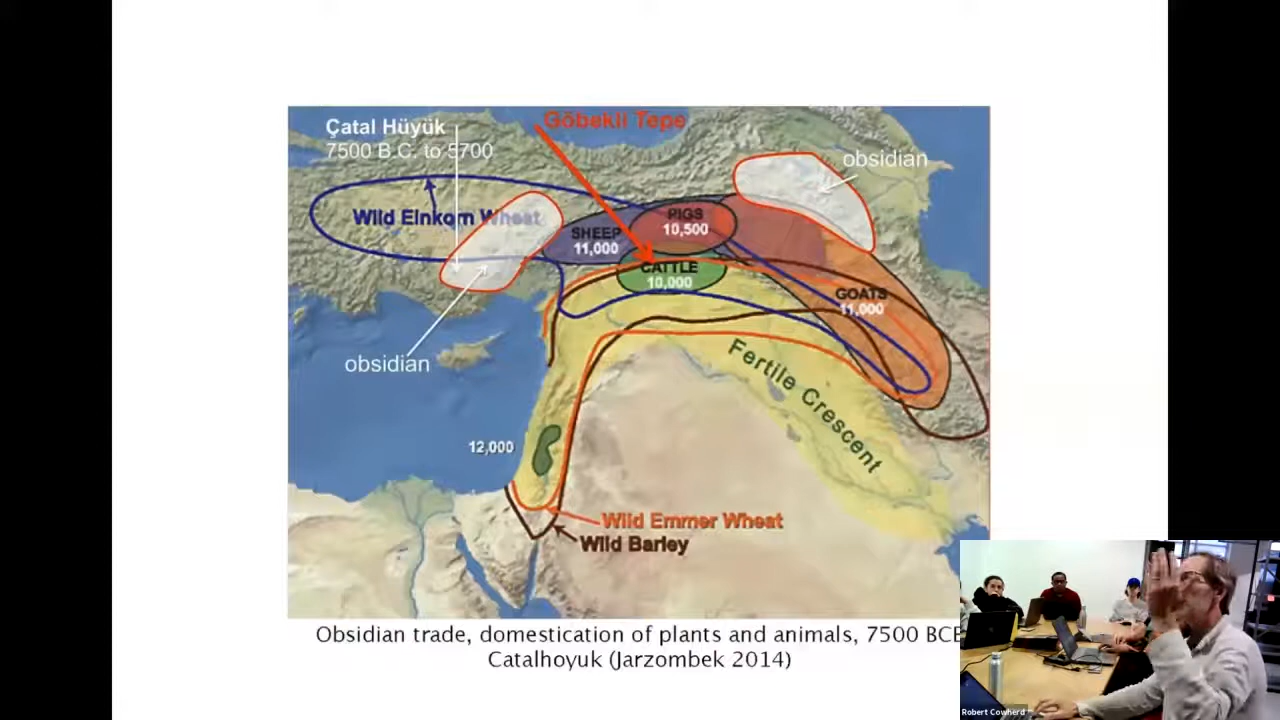 Çatal Hüyük
7500 B.C. to 5700
Göbekli Tepe
obsidian
Wild Einkorn Wheat
SHEEP
11,000
PIGS
10,500
CATTLE
10,000
GOATS
11,000
obsidian
Fertile Crescent
12,000
Wild Emmer Wheat
Wild Barley
Obsidian trade, domestication of plants and animals, 7500 BCE
Catalhoyuk (Jarzombek 2014)
Robert Cowherd